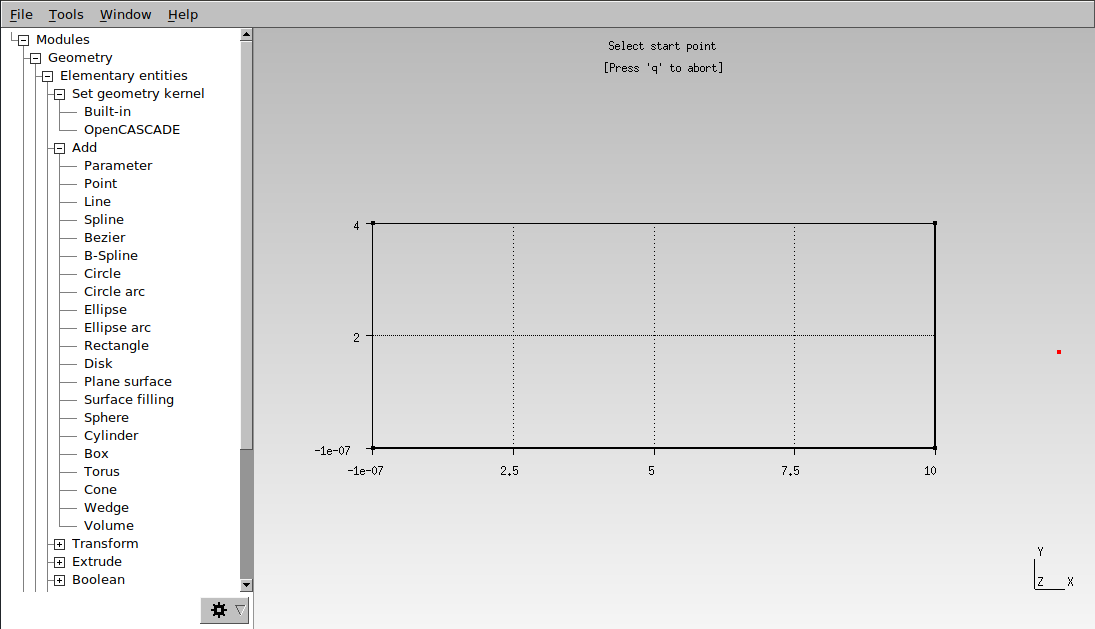 File Tools Window Help
Modules
Geometry
Elementary entities
Set geometry kernel
Built-in
OpenCASCADE
Add
Parameter
Point
Line
Spline
Bezier
B-Spline
Circle
Circle arc
Ellipse
Ellipse arc
Rectangle
Disk
Plane surface
Surface filling
Sphere
Cylinder
Box
Torus
Cone
Wedge
Volume
Transform
Extrude
Boolean
Select start point
[Press 'q' to abort]
4
2
-1e-07
-1e-07 2.5 5 7.5 10
Y
Z X